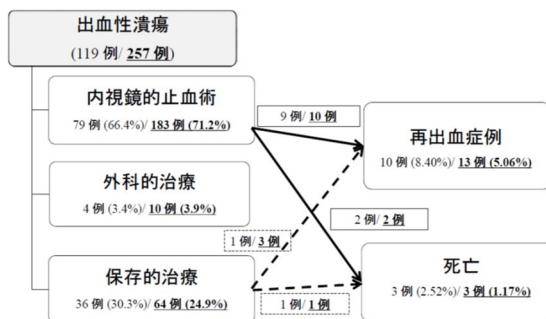 出血性潰瘍
(119 例/ 257 例)
内視鏡的止血術
79 例 (66.4%)/ 183 例 (71.2%)
9 例/ 10 例
再出血症例
10 例 (8.40%)/ 13 例 (5.06%)
外科的治療
4 例 (3.4%)/ 10 例 (3.9%)
2 例/ 2 例
1 例/ 3 例
保存的治療
36 例 (30.3%)/ 64 例 (24.9%)
1 例/ 1 例
死亡
3 例 (2.52%)/ 3 例 (1.17%)